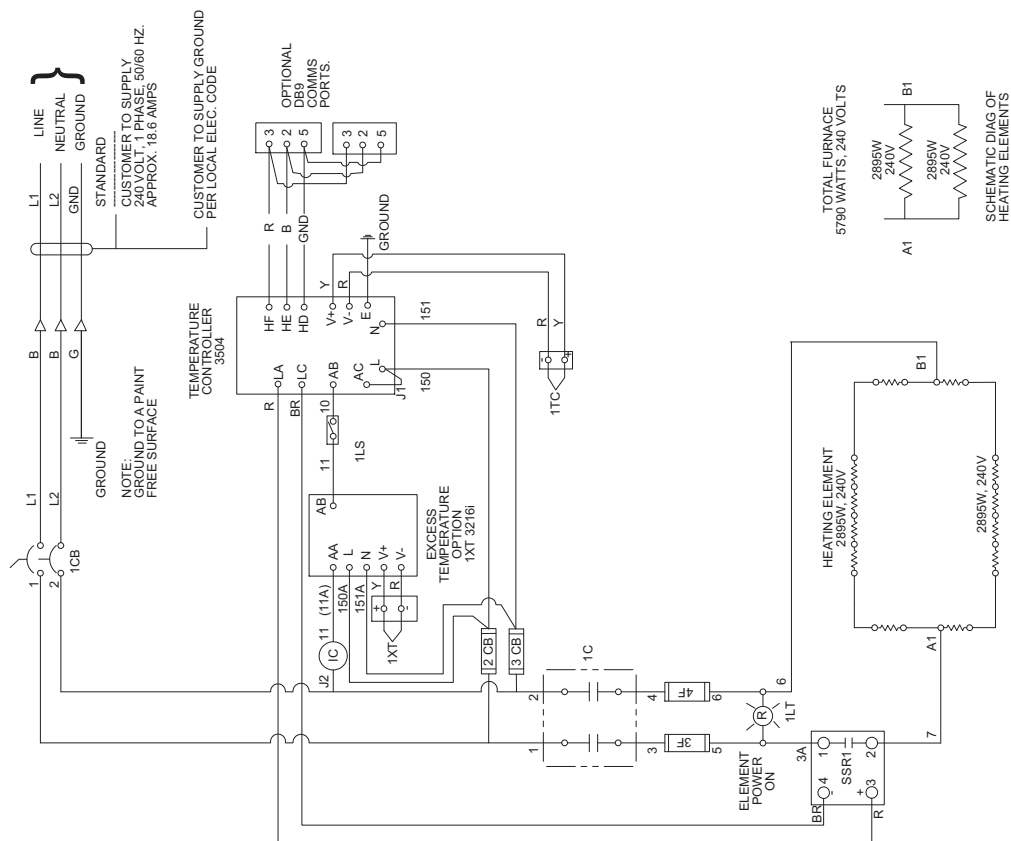 LINE
NEUTRAL
GROUND
L1
L2
GND
STANDARD
CUSTOMER TO SUPPLY
240 VOLT, 1 PHASE, 50/60 HZ.
APPROX. 18.6 AMPS
CUSTOMER TO SUPPLY GROUND
PER LOCAL ELEC. CODE
B
B
G
GROUND
NOTE:
GROUND TO A PAINT
FREE SURFACE
L1
L2
1CB
1
2
OPTIONAL
DB9
COMMS
PORTS.
3
2
5
3
2
5
R
B
GND
TEMPERATURE
CONTROLLER
3504
HF
HE
HD
V+
V-
E
N
L
LA
LC
AB
AC
J1
Y
R
GROUND
151
150
R
BR
10
11
1LS
R
Y
-
+
1TC
AB
AA
L
N
V+
V-
EXCESS
TEMPERATURE
OPTION
1XT 3216i
11 (11A)
150A
151A
Y
R
+
-
1XT
IC
J2
2 CB
3 CB
1C
2
1
4
3
4F
3F
6
5
6
R
1LT
ELEMENT
POWER
ON
3A
1
2
4
3
-
+
SSR1
BR
R
7
A1
B1
HEATING ELEMENT
2895W, 240V
2895W, 240V
TOTAL FURNACE
5790 WATTS, 240 VOLTS
A1
B1
2895W
240V
2895W
240V
SCHEMATIC DIAG OF
HEATING ELEMENTS